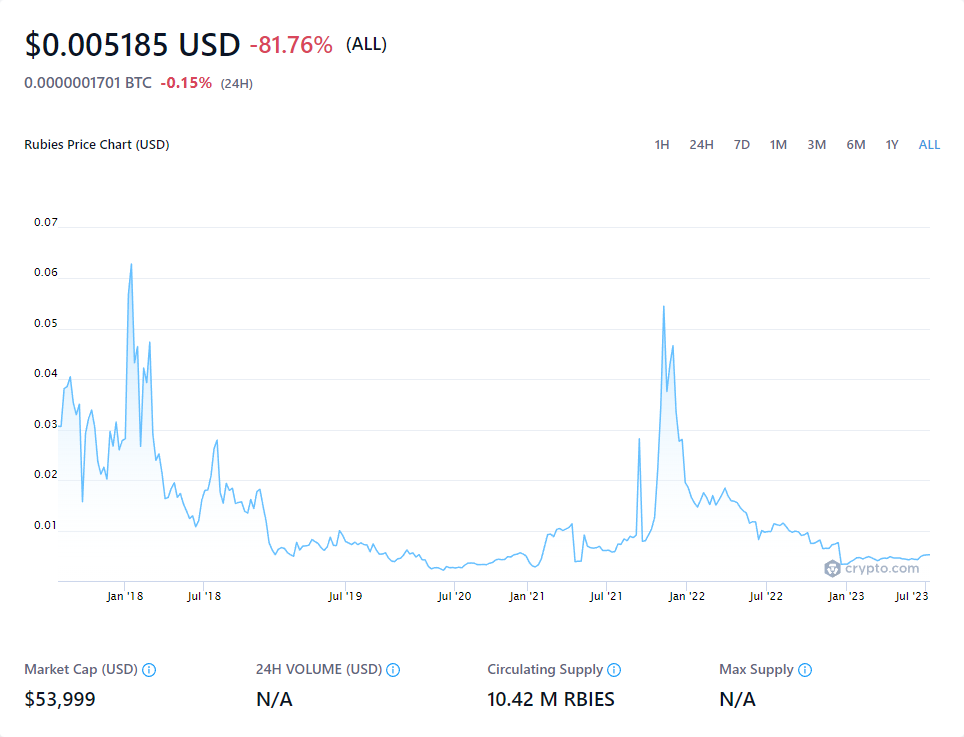 $0.005185 USD -81.76% (ALL)
0.0000001701 BTC -0.15% (24H)
Rubies Price Chart (USD) 1H 24H 7D 1M 3M 6M 1Y ALL
0.07
0.06
0.05
0.04
0.03
0.02
0.01
crypto.com
Jan '18 Jul '18 Jul '19 Jul '20 Jan '21 Jul '21 Jan '22 Jul '22 Jan '23 Jul '23
Market Cap (USD) 24H VOLUME (USD) Circulating Supply Max Supply
$53,999 N/A 10.42 M RBIES N/A